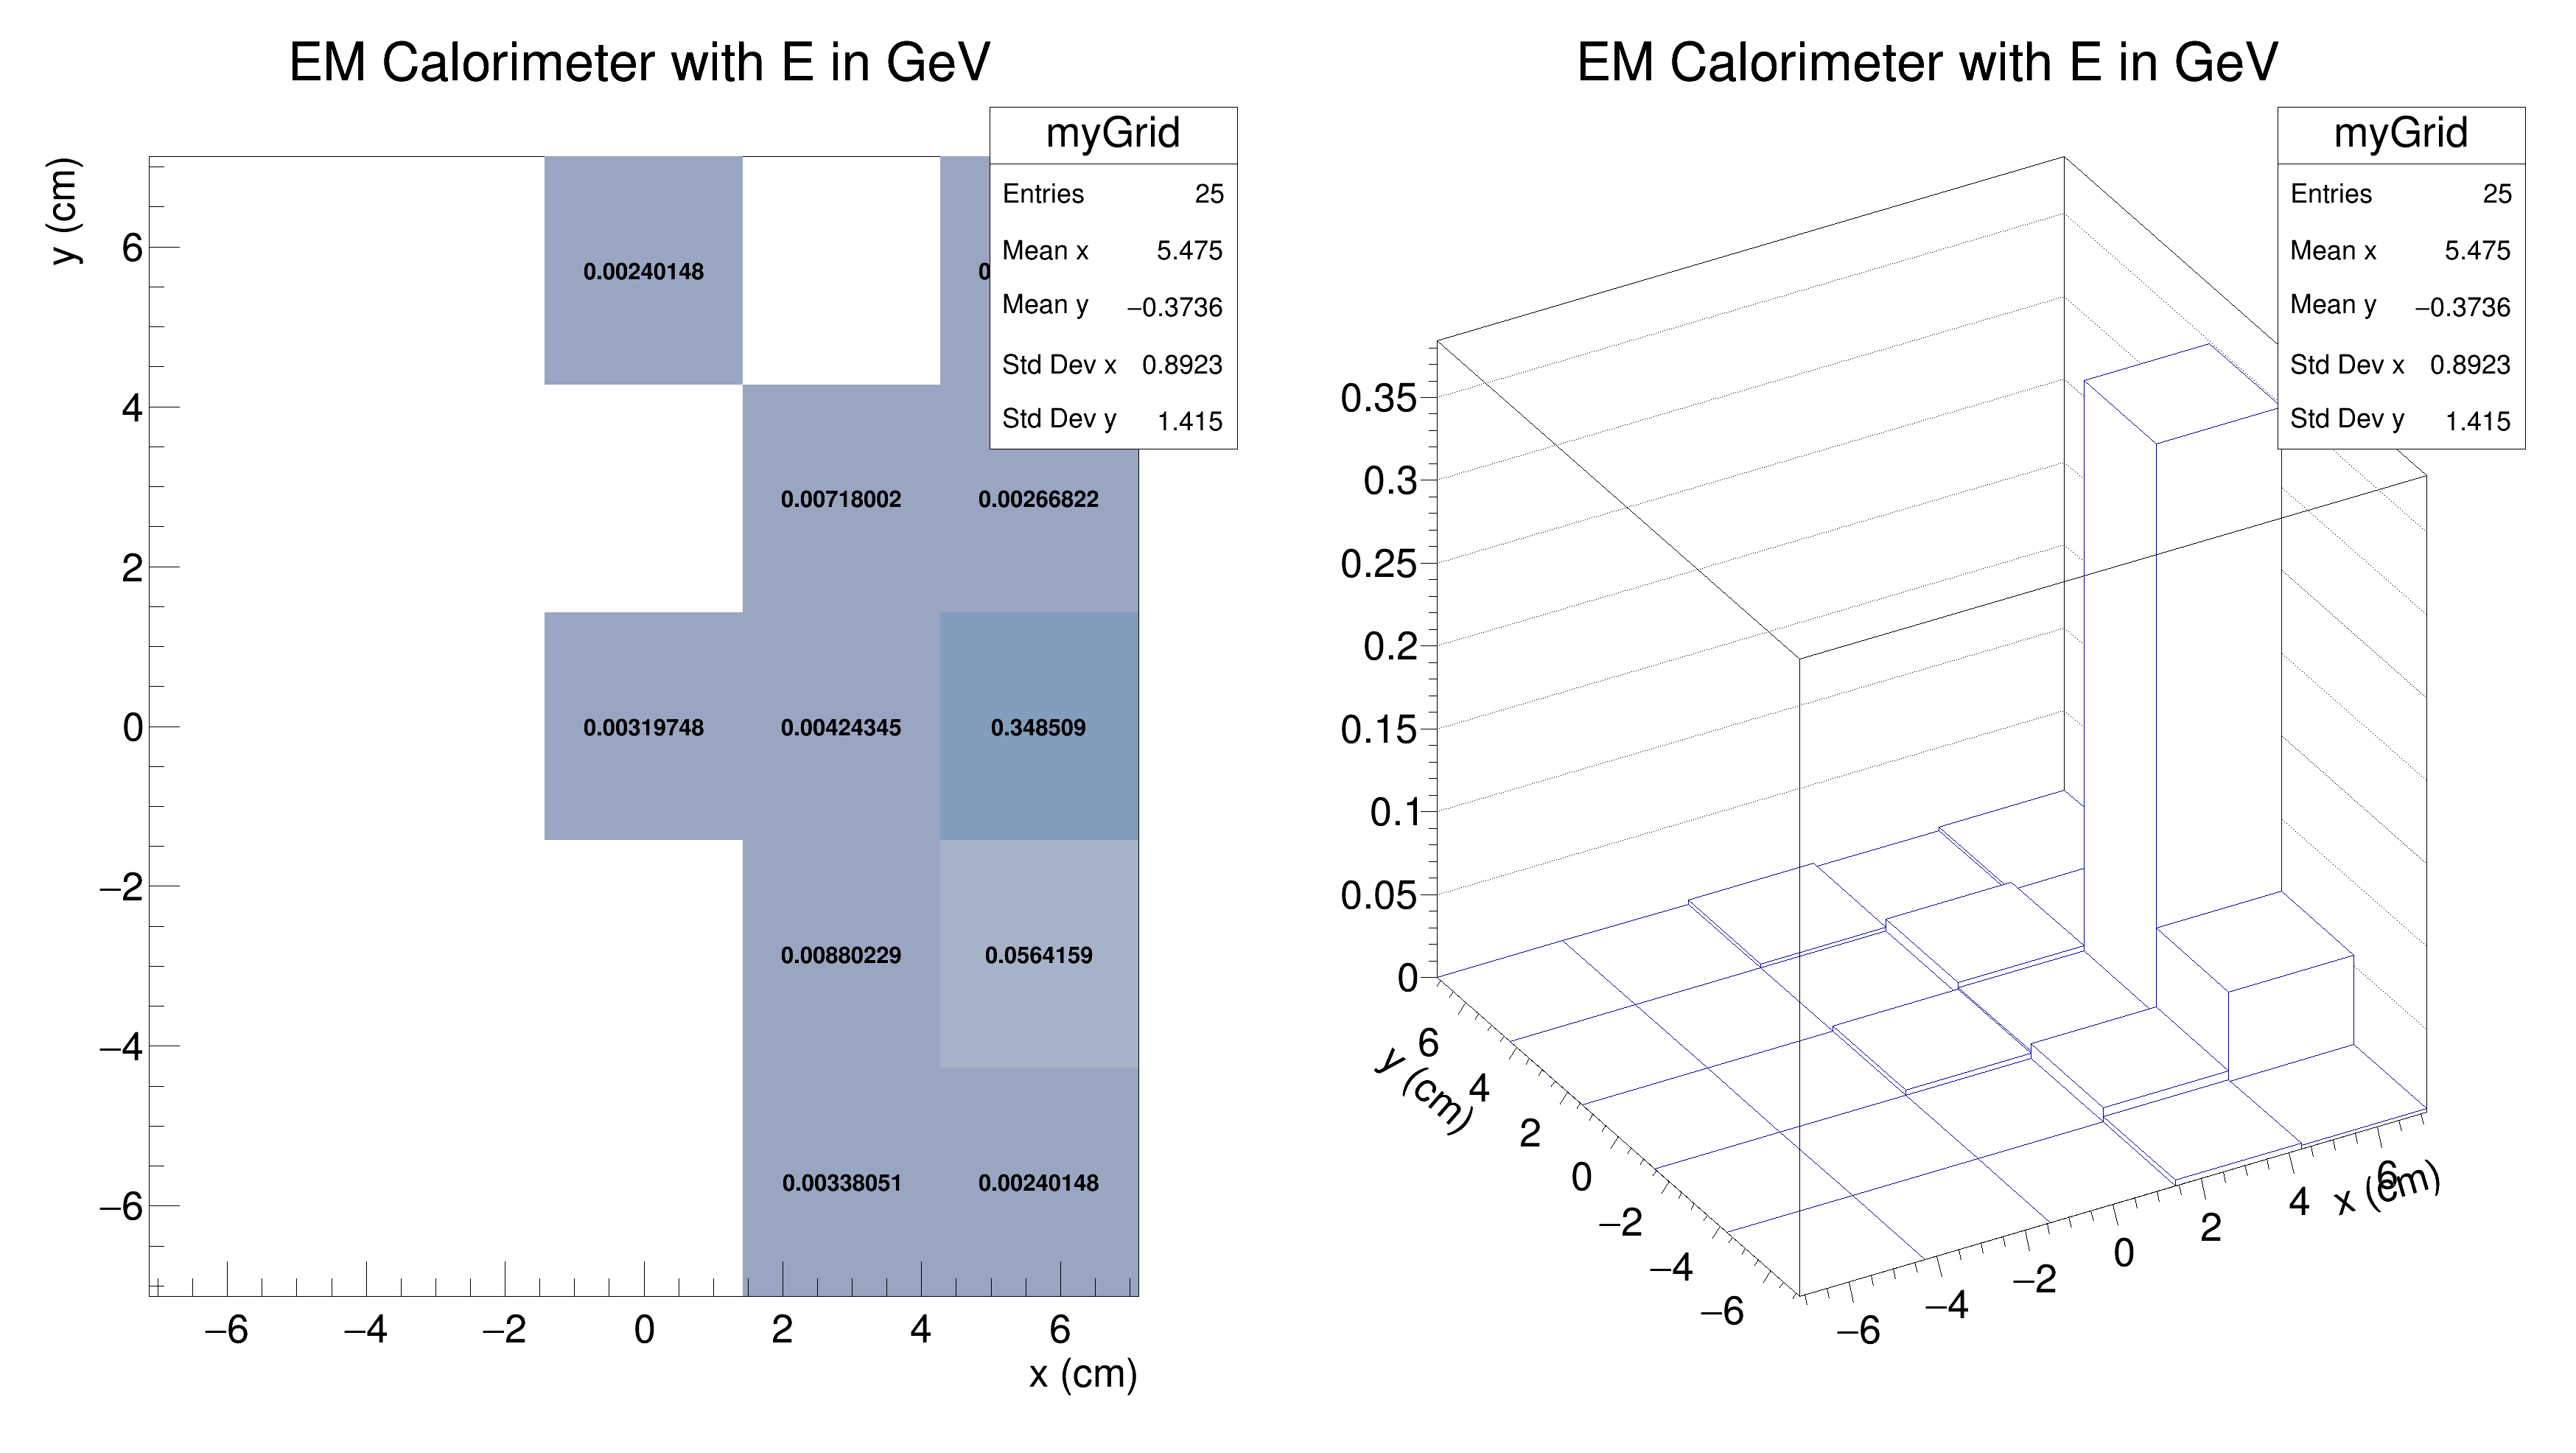 EM Calorimeter with E in GeV
myGrid
Entries 25
Mean x 5.475
Mean y −0.3736
Std Dev x 0.8923
Std Dev y 1.415
y (cm)
6
4
2
0
−2
−4
−6
0.00240148
0.00718002 0.00266822
0.00319748 0.00424345 0.348509
0.00880229 0.0564159
0.00338051 0.00240148
−6 −4 −2 0 2 4 6
x (cm)
EM Calorimeter with E in GeV
myGrid
Entries 25
Mean x 5.475
Mean y −0.3736
Std Dev x 0.8923
Std Dev y 1.415
0.35
0.3
0.25
0.2
0.15
0.1
0.05
0
6
4
2
0
−2
−4
−6
y (cm)
−6
−4
−2
0
2
4
6
x (cm)